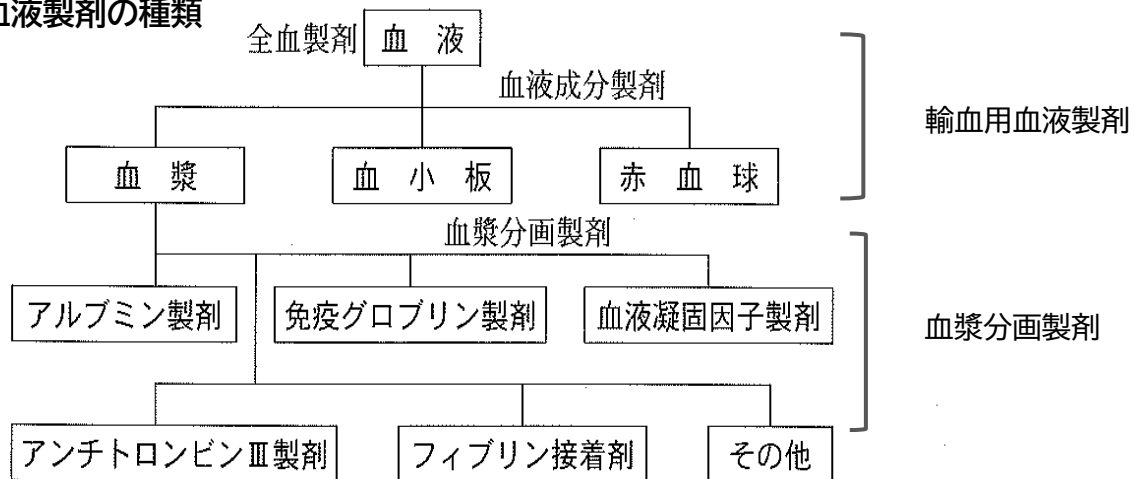 血液製剤の種類
全血製剤 血液
血液成分製剤
輸血用血液製剤
血漿 血小板 赤血球
血漿分画製剤
アルブミン製剤 免疫グロブリン製剤 血液凝固因子製剤
血漿分画製剤
アンチトロンビンⅢ製剤 フィブリン接着剤 その他